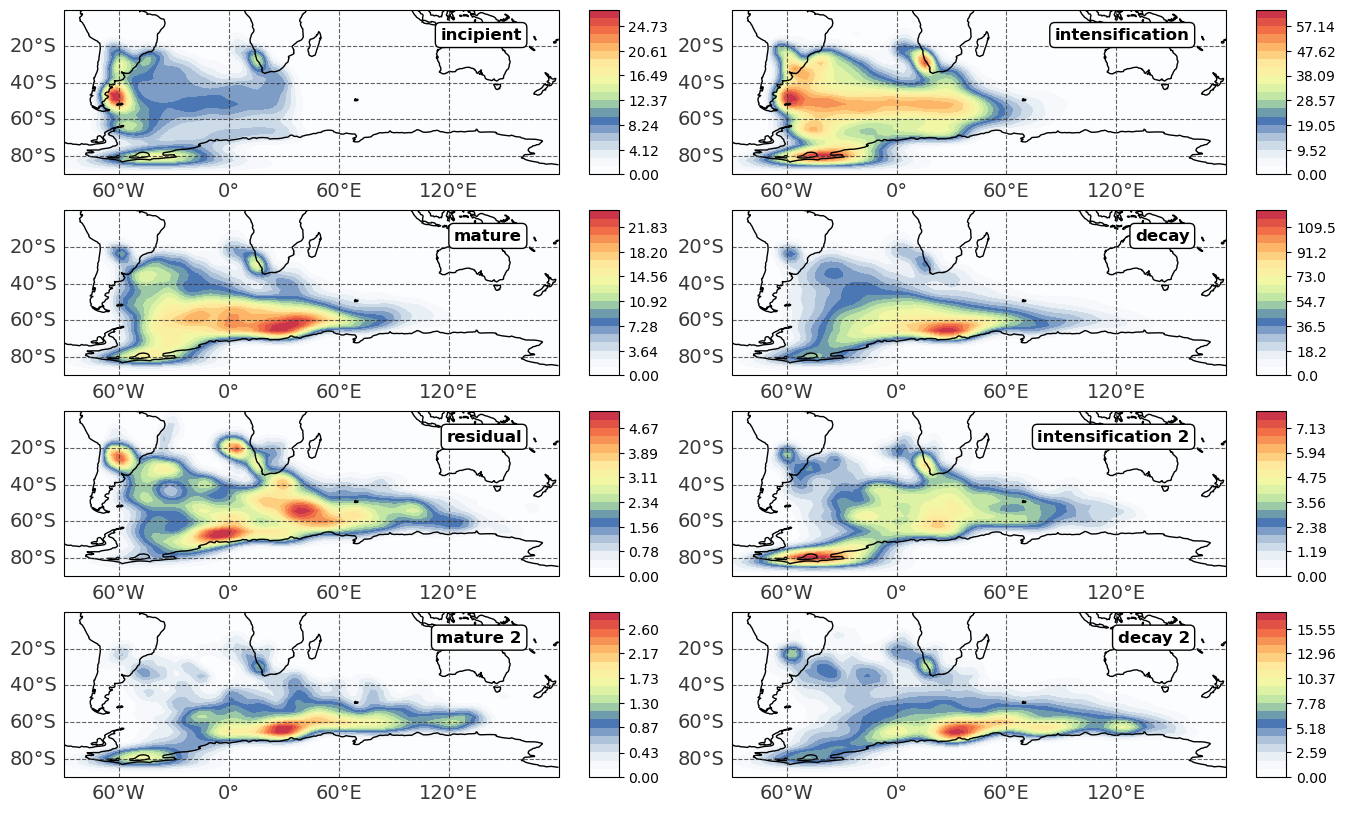 incipient
20°S
40°S
60°S
80°S
60°W
0°
60°E
120°E
24.73
20.61
16.49
12.37
8.24
4.12
0.00
intensification
20°S
40°S
60°S
80°S
60°W
0°
60°E
120°E
57.14
47.62
38.09
28.57
19.05
9.52
0.00
mature
20°S
40°S
60°S
80°S
60°W
0°
60°E
120°E
21.83
18.20
14.56
10.92
7.28
3.64
0.00
decay
20°S
40°S
60°S
80°S
60°W
0°
60°E
120°E
109.5
91.2
73.0
54.7
36.5
18.2
0.0
residual
20°S
40°S
60°S
80°S
60°W
0°
60°E
120°E
4.67
3.89
3.11
2.34
1.56
0.78
0.00
intensification 2
20°S
40°S
60°S
80°S
60°W
0°
60°E
120°E
7.13
5.94
4.75
3.56
2.38
1.19
0.00
mature 2
20°S
40°S
60°S
80°S
60°W
0°
60°E
120°E
2.60
2.17
1.73
1.30
0.87
0.43
0.00
decay 2
20°S
40°S
60°S
80°S
60°W
0°
60°E
120°E
15.55
12.96
10.37
7.78
5.18
2.59
0.00